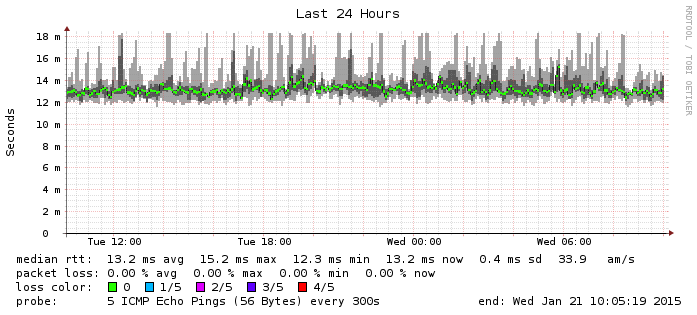 Last 24 Hours
RRDTOOL / TOBI OETIKER
Seconds
18 m
16 m
14 m
12 m
10 m
8 m
6 m
4 m
2 m
0
Tue 12:00 Tue 18:00 Wed 00:00 Wed 06:00
median rtt: 13.2 ms avg 15.2 ms max 12.3 ms min 13.2 ms now 0.4 ms sd 33.9 am/s
packet loss: 0.00 % avg 0.00 % max 0.00 % min 0.00 % now
loss color: 0 1/5 2/5 3/5 4/5
probe: 5 ICMP Echo Pings (56 Bytes) every 300s end: Wed Jan 21 10:05:19 2015